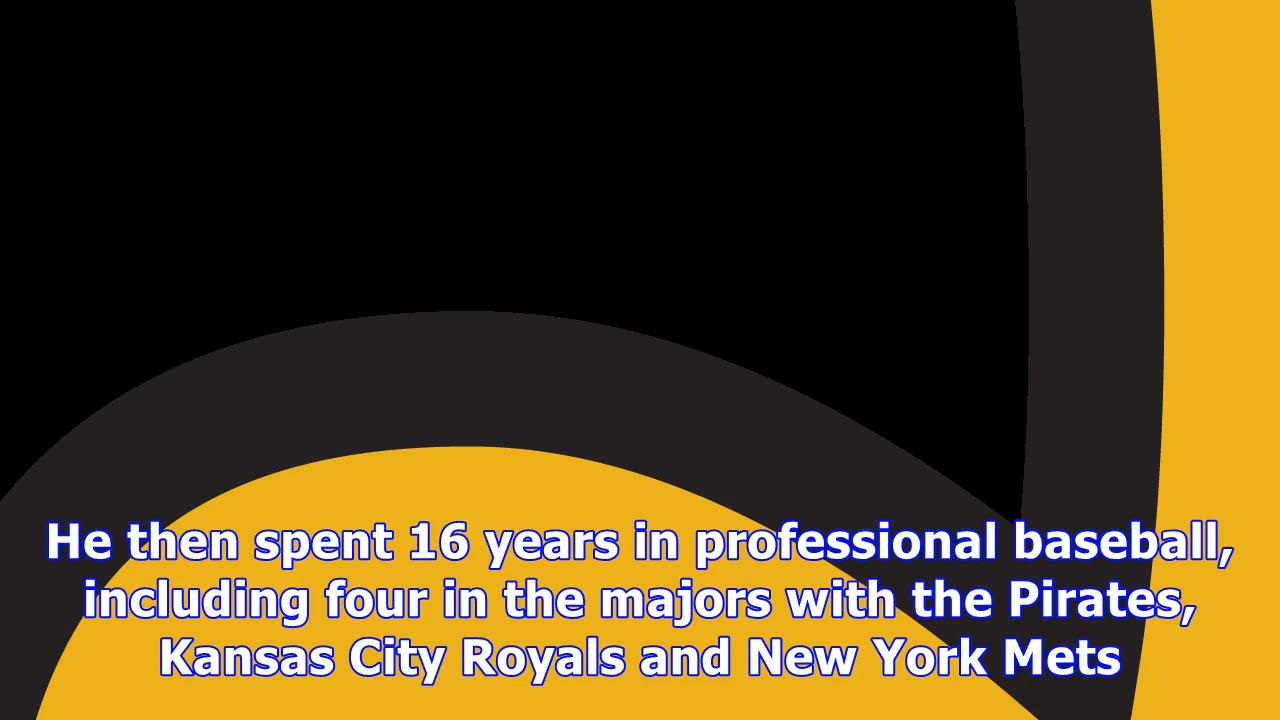 He then spent 16 years in professional baseball,
including four in the majors with the Pirates,
Kansas City Royals and New York Mets